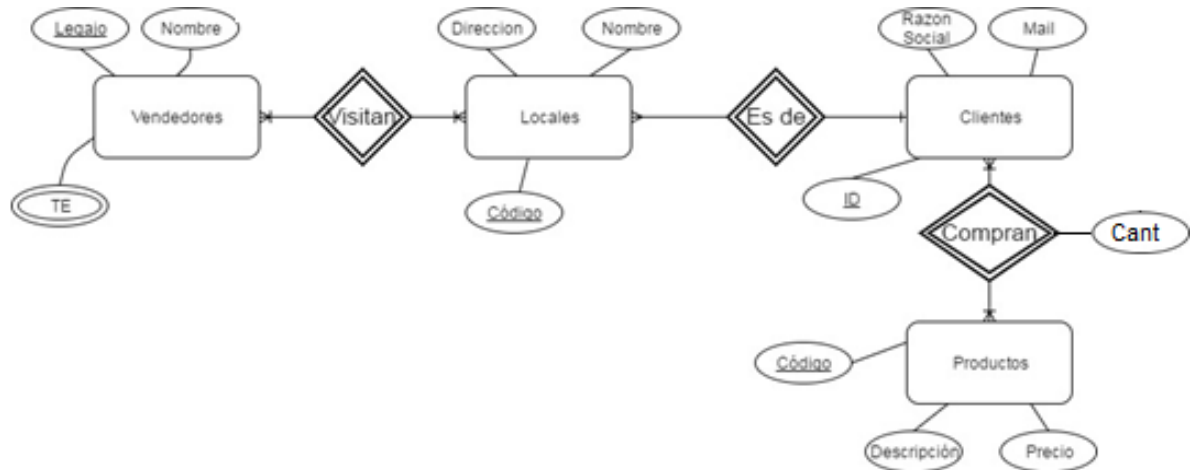 Legajo
Nombre
Direccion
Nombre
Razon
Social
Mail
Vendedores
Visitan
Locales
Es de
Clientes
TE
Código
ID
Compran
Cant
Código
Productos
Descripción
Precio